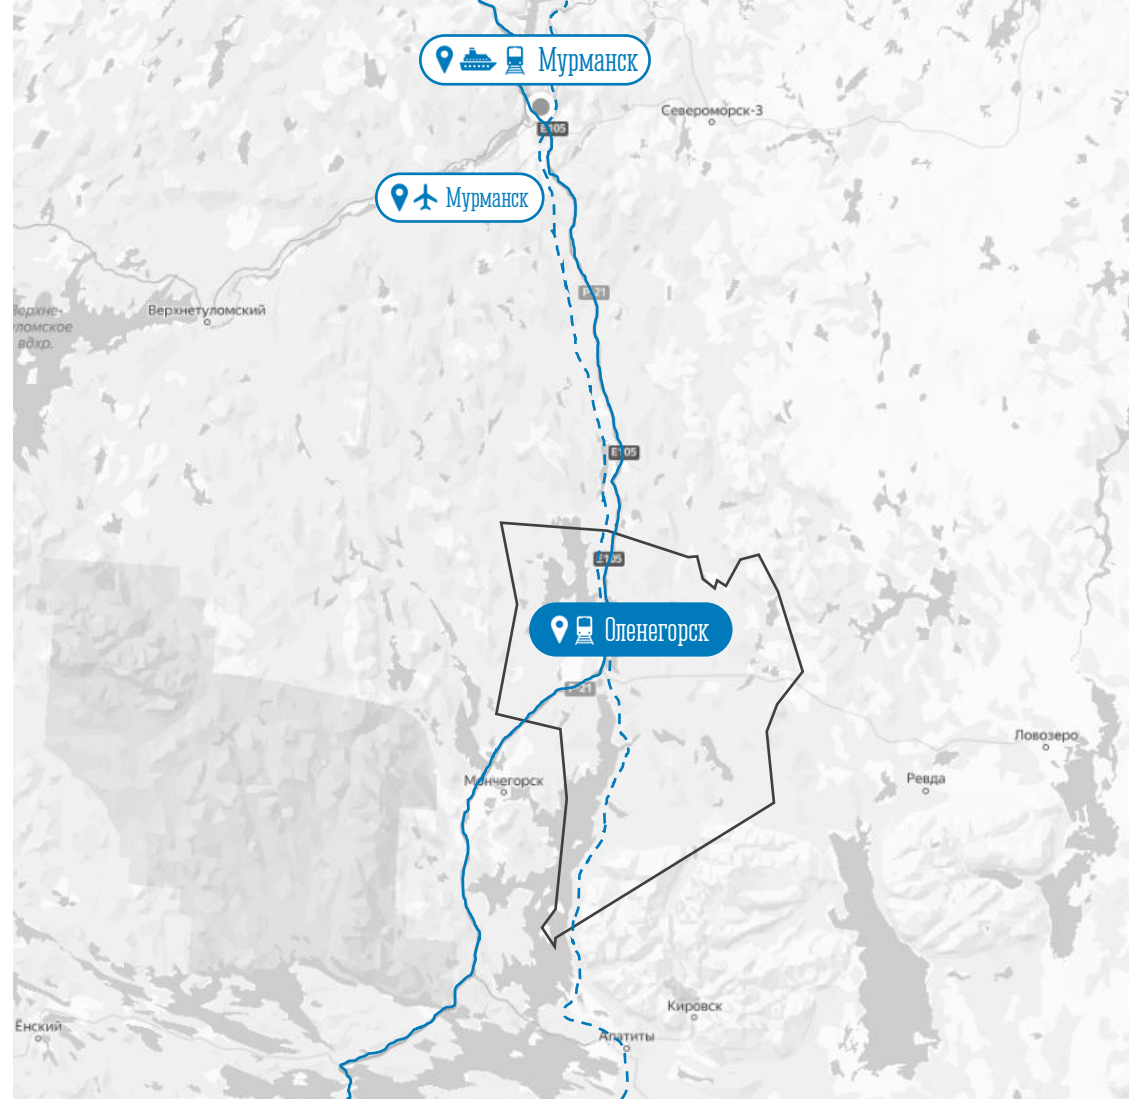 Мурманск
Североморск-3
E105
Мурманск
Р-21
Верхнетуломский
Верхне-
уломское
вдхр.
E105
E105
Оленегорск
Р-21
Ловозеро
Мончегорск
Ревда
Кировск
Ёнский
Апатиты